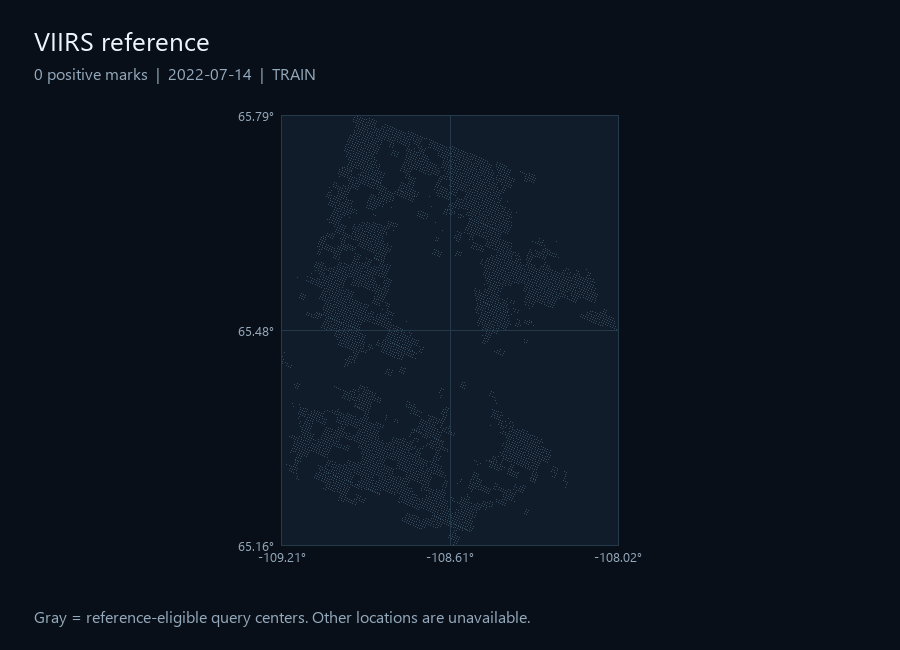 VIIRS reference
0 positive marks | 2022-07-14 | TRAIN
65.79°
65.48°
65.16°
-109.21° -108.61° -108.02°
Gray = reference-eligible query centers. Other locations are unavailable.